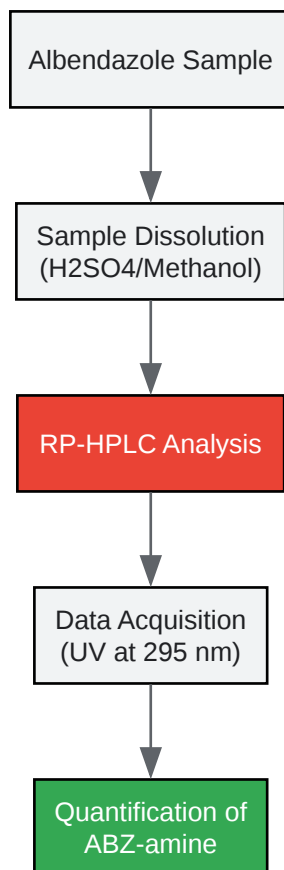 Albendazole Sample
Sample Dissolution
(H2SO4/Methanol)
RP-HPLC Analysis
Data Acquisition
(UV at 295 nm)
Quantification of
ABZ-amine